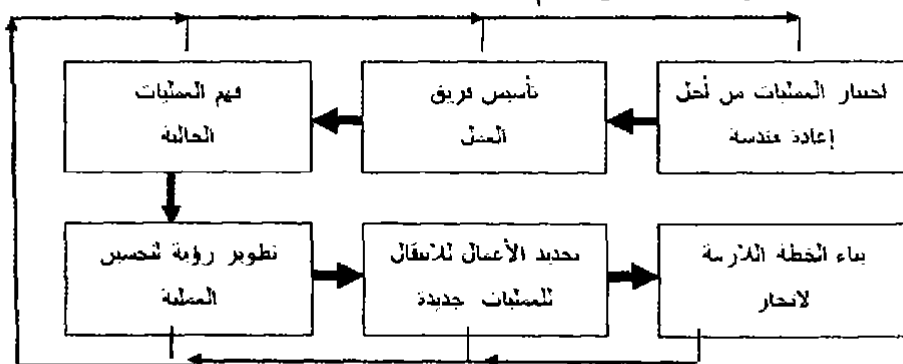 اختيار العمليات من أجل
إعادة هندسة
تأسيس فريق
العمل
فهم العمليات
الحالية
تطوير رؤية لتحسين
العملية
تحديد الأعمال للانتقال
للعمليات جديدة
بناء الخطة اللازمة
لانجاز